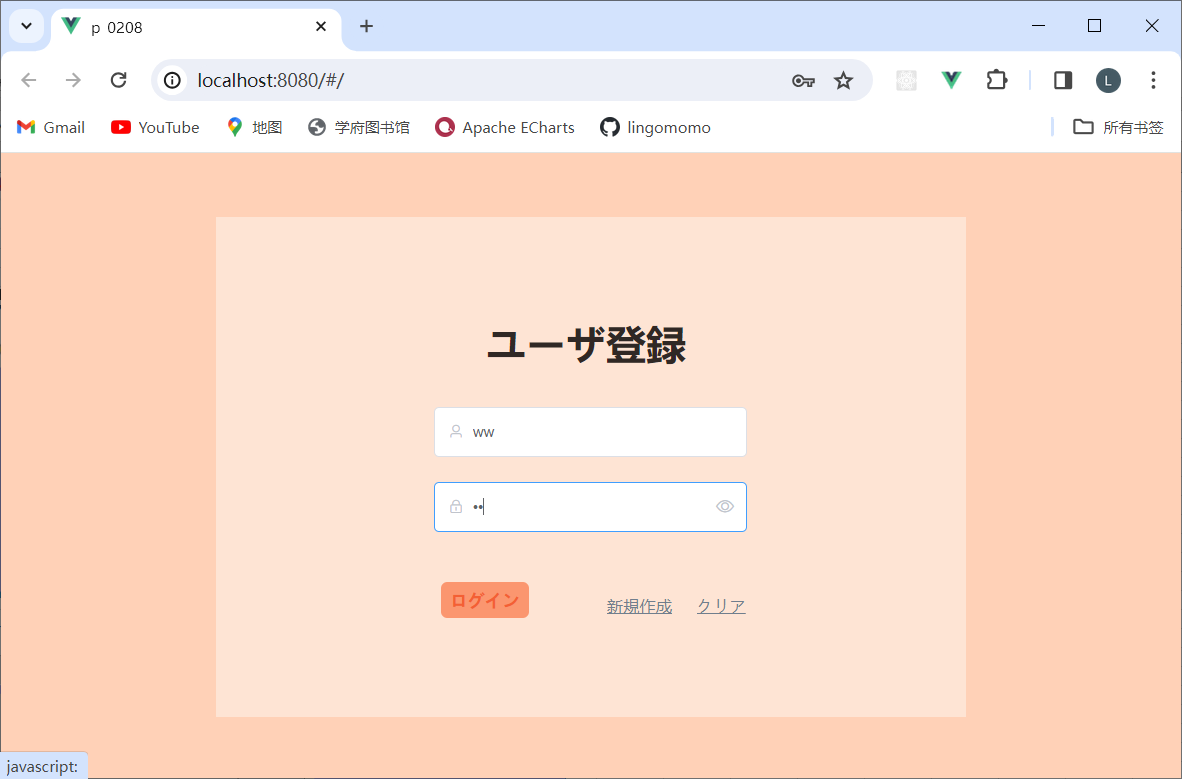 p 0208
localhost:8080/#/
L
Gmail
YouTube
地图
学府图书馆
Apache ECharts
lingomomo
所有书签
ユーザ登録
ww
••
ログイン
新規作成
クリア
javascript: